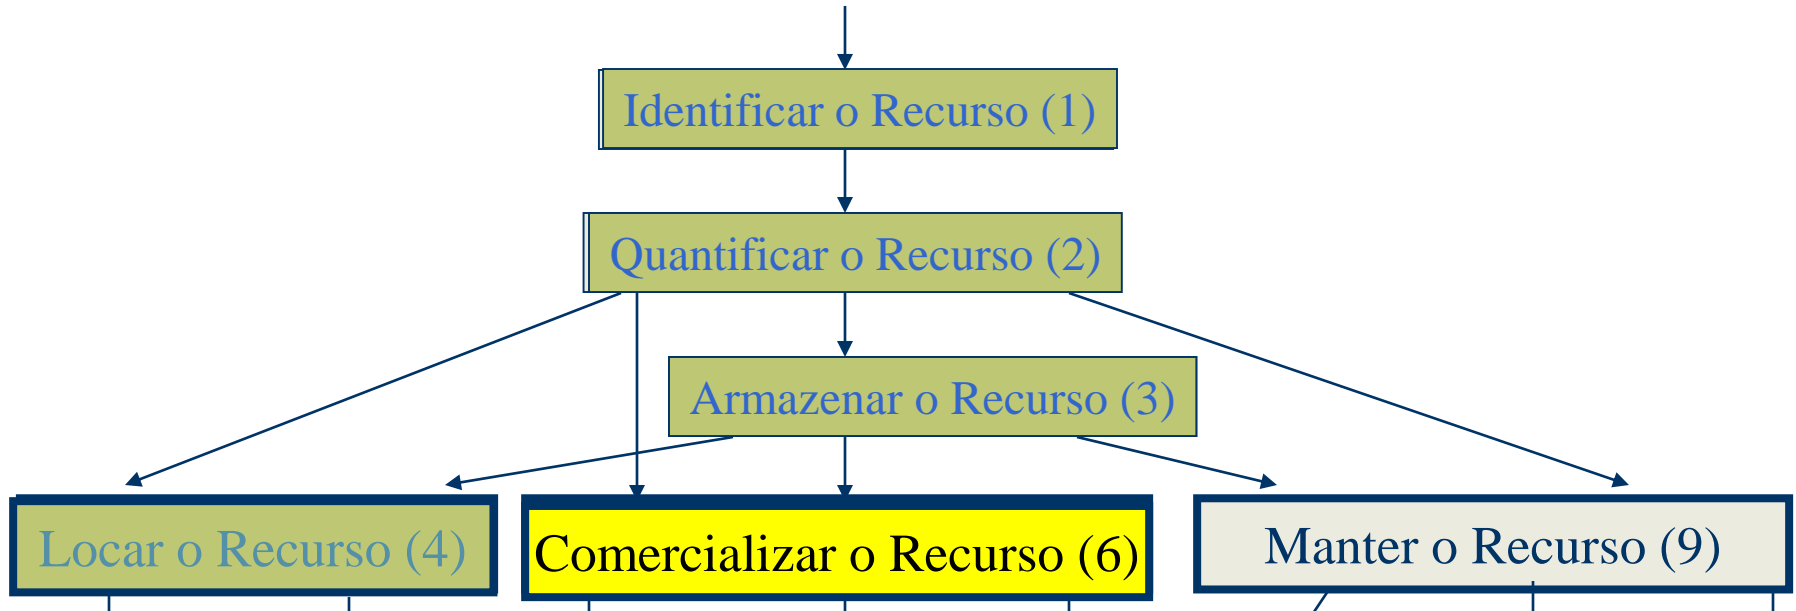 Identificar o Recurso (1)
Quantificar o Recurso (2)
Armazenar o Recurso (3)
Locar o Recurso (4)
Comercializar o Recurso (6)
Manter o Recurso (9)